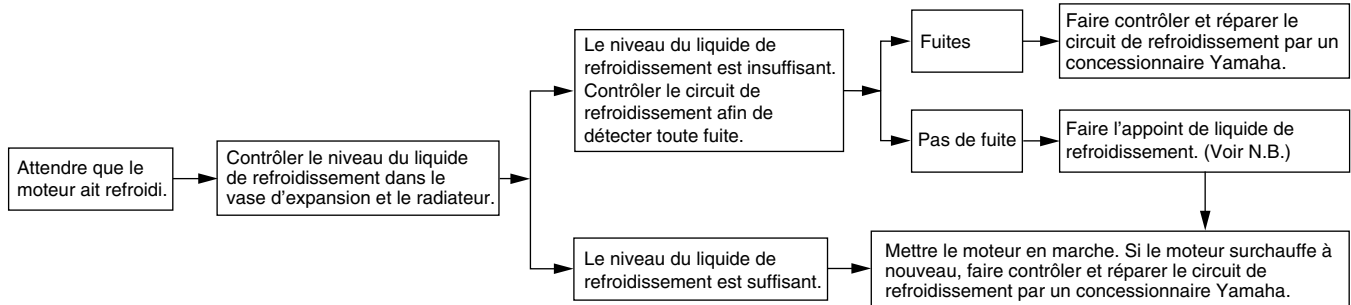 Attendre que le
moteur ait refroidi.
Contrôler le niveau du liquide
de refroidissement dans le
vase d'expansion et le radiateur.
Le niveau du liquide de
refroidissement est insuffisant.
Contrôler le circuit de
refroidissement afin de
détecter toute fuite.
Fuites
Faire contrôler et réparer le
circuit de refroidissement par un
concessionnaire Yamaha.
Pas de fuite
Faire l'appoint de liquide de
refroidissement. (Voir N.B.)
Le niveau du liquide de
refroidissement est suffisant.
Mettre le moteur en marche. Si le moteur surchauffe à
nouveau, faire contrôler et réparer le circuit de
refroidissement par un concessionnaire Yamaha.